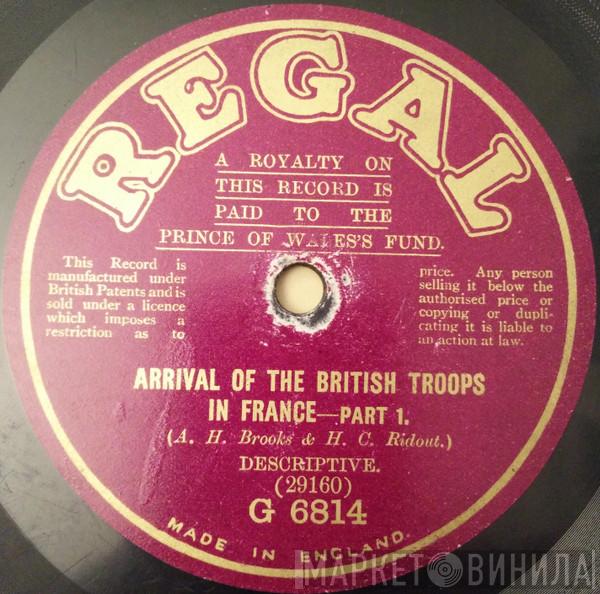 REGAL
A ROYALTY ON
THIS RECORD IS
PAID TO THE
PRINCE OF WALES'S FUND.
This Record is
manufactured under
British Patents and is
sold under a licence
which imposes a
restriction as to
price. Any person
selling it below the
authorised price or
copying or dupli-
cating it is liable to
an action at law.
ARRIVAL OF THE BRITISH TROOPS
IN FRANCE—PART 1.
(A. H. Brooks & H. C. Ridout.)
DESCRIPTIVE.
(29160)
G 6814
MADE IN ENGLAND.
МАРКЕТ ВИНИЛА